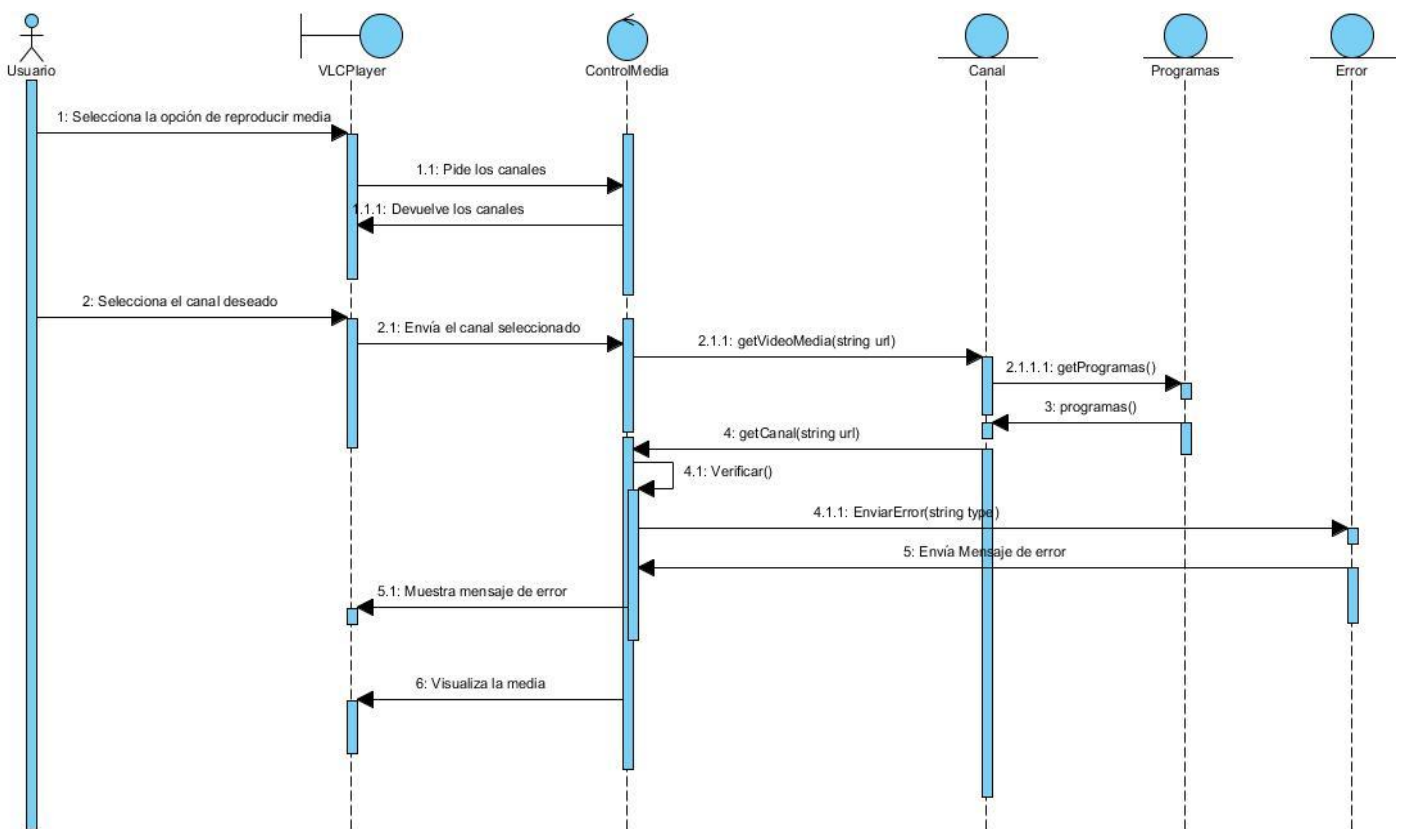 Usuario
VLCPlayer
ControlMedia
Canal
Programas
Error
1: Selecciona la opción de reproducir media
1.1: Pide los canales
1.1.1: Devuelve los canales
2: Selecciona el canal deseado
2.1: Envía el canal seleccionado
2.1.1: getVideoMedia(string url)
2.1.1.1: getProgramas()
3: programas()
4: getCanal(string url)
4.1: Verificar()
4.1.1: EnviarError(string type)
5: Envía Mensaje de error
5.1: Muestra mensaje de error
6: Visualiza la media